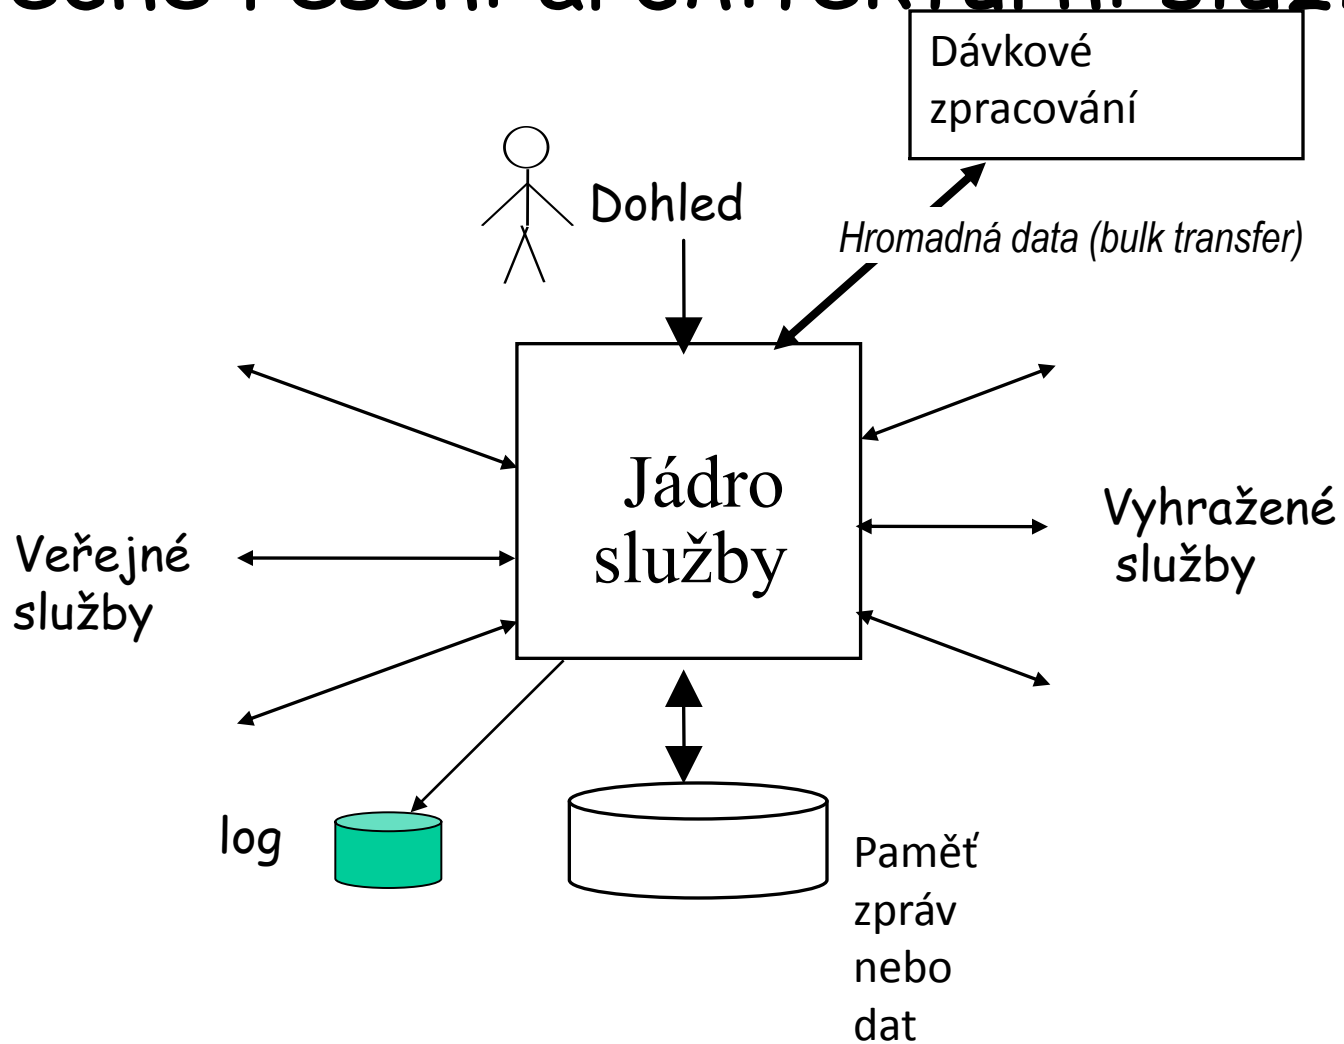 Dávkové
zpracování
Dohled
Hromadná data (bulk transfer)
Jádro
služby
Veřejné
služby
Vyhražené
služby
log
Paměť
zpráv
nebo
dat